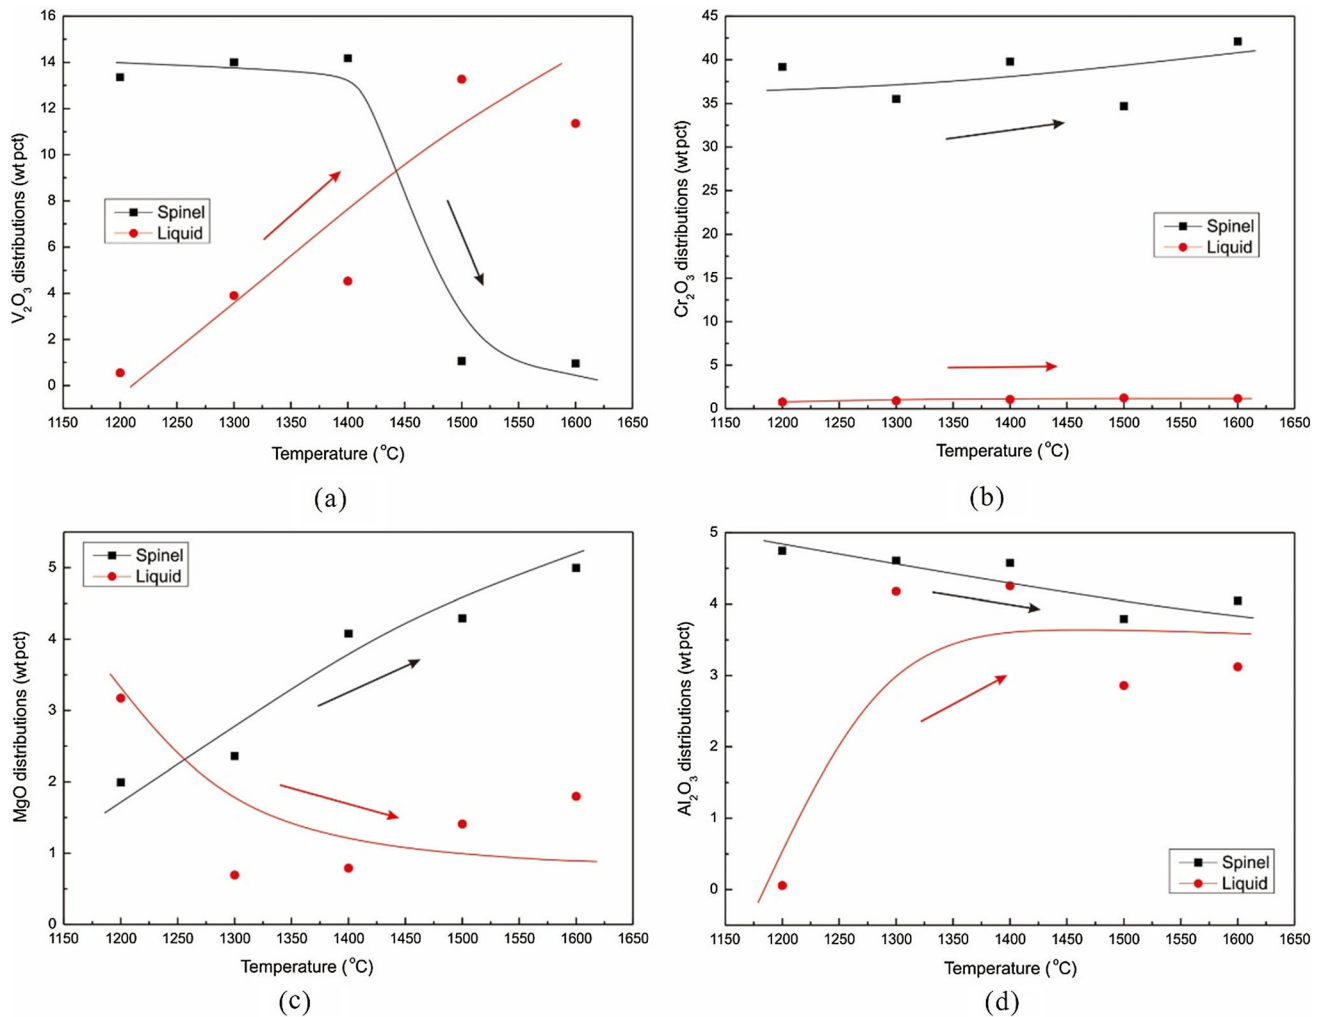 16
14
12
10
8
6
4
2
0
V2O3 distributions (wt pct)
Spinel
Liquid
1150 1200 1250 1300 1350 1400 1450 1500 1550 1600 1650
Temperature (°C)
(a)
45
40
35
30
25
20
15
10
5
0
Cr2O3 distributions (wt pct)
Spinel
Liquid
1150 1200 1250 1300 1350 1400 1450 1500 1550 1600 1650
Temperature (°C)
(b)
5
4
3
2
1
0
MgO distributions (wt pct)
Spinel
Liquid
1150 1200 1250 1300 1350 1400 1450 1500 1550 1600 1650
Temperature (°C)
(c)
5
4
3
2
1
0
Al2O3 distributions (wt pct)
Spinel
Liquid
1150 1200 1250 1300 1350 1400 1450 1500 1550 1600 1650
Temperature (°C)
(d)